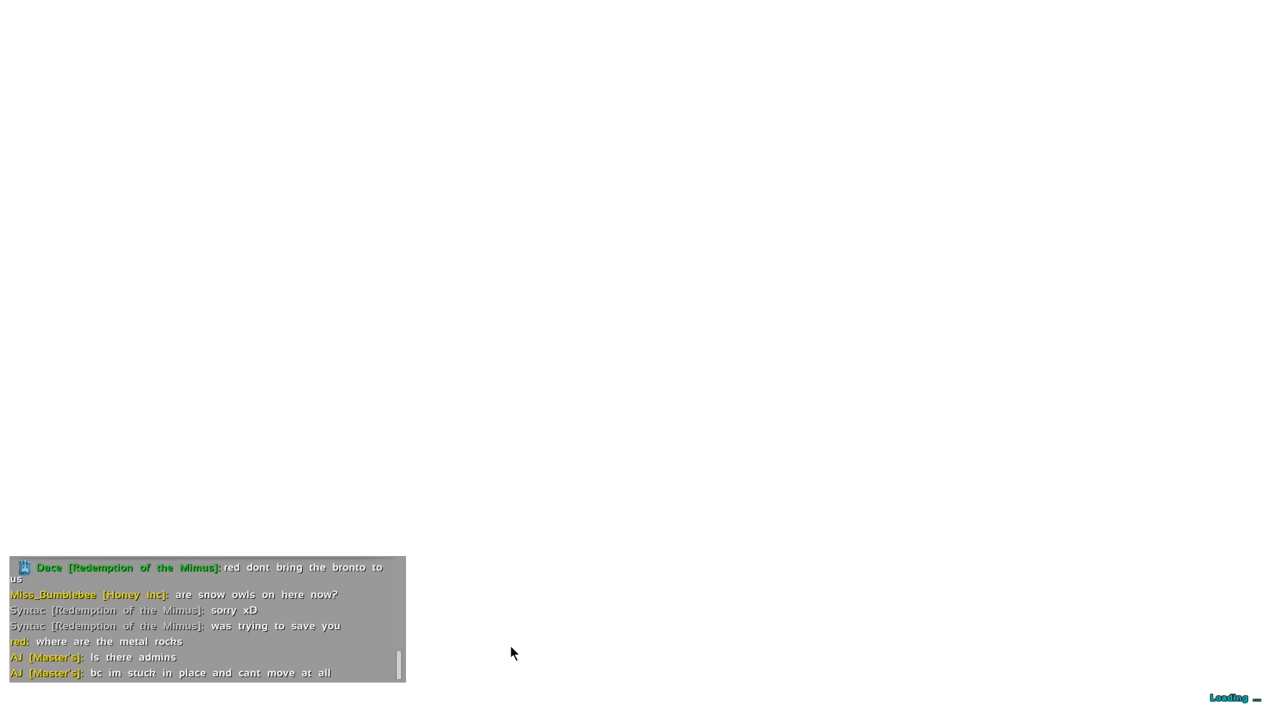 Dace [Redemption of the Mimus]: red dont bring the bronto to
us
Miss_Bumblebee [Honey Inc]: are snow owls on here now?
Syntac [Redemption of the Mimus]: sorry xD
Syntac [Redemption of the Mimus]: was trying to save you
red: where are the metal rocks
AJ [Master's]: Is there admins
AJ [Master's]: bc im stuck in place and cant move at all
Loading ...